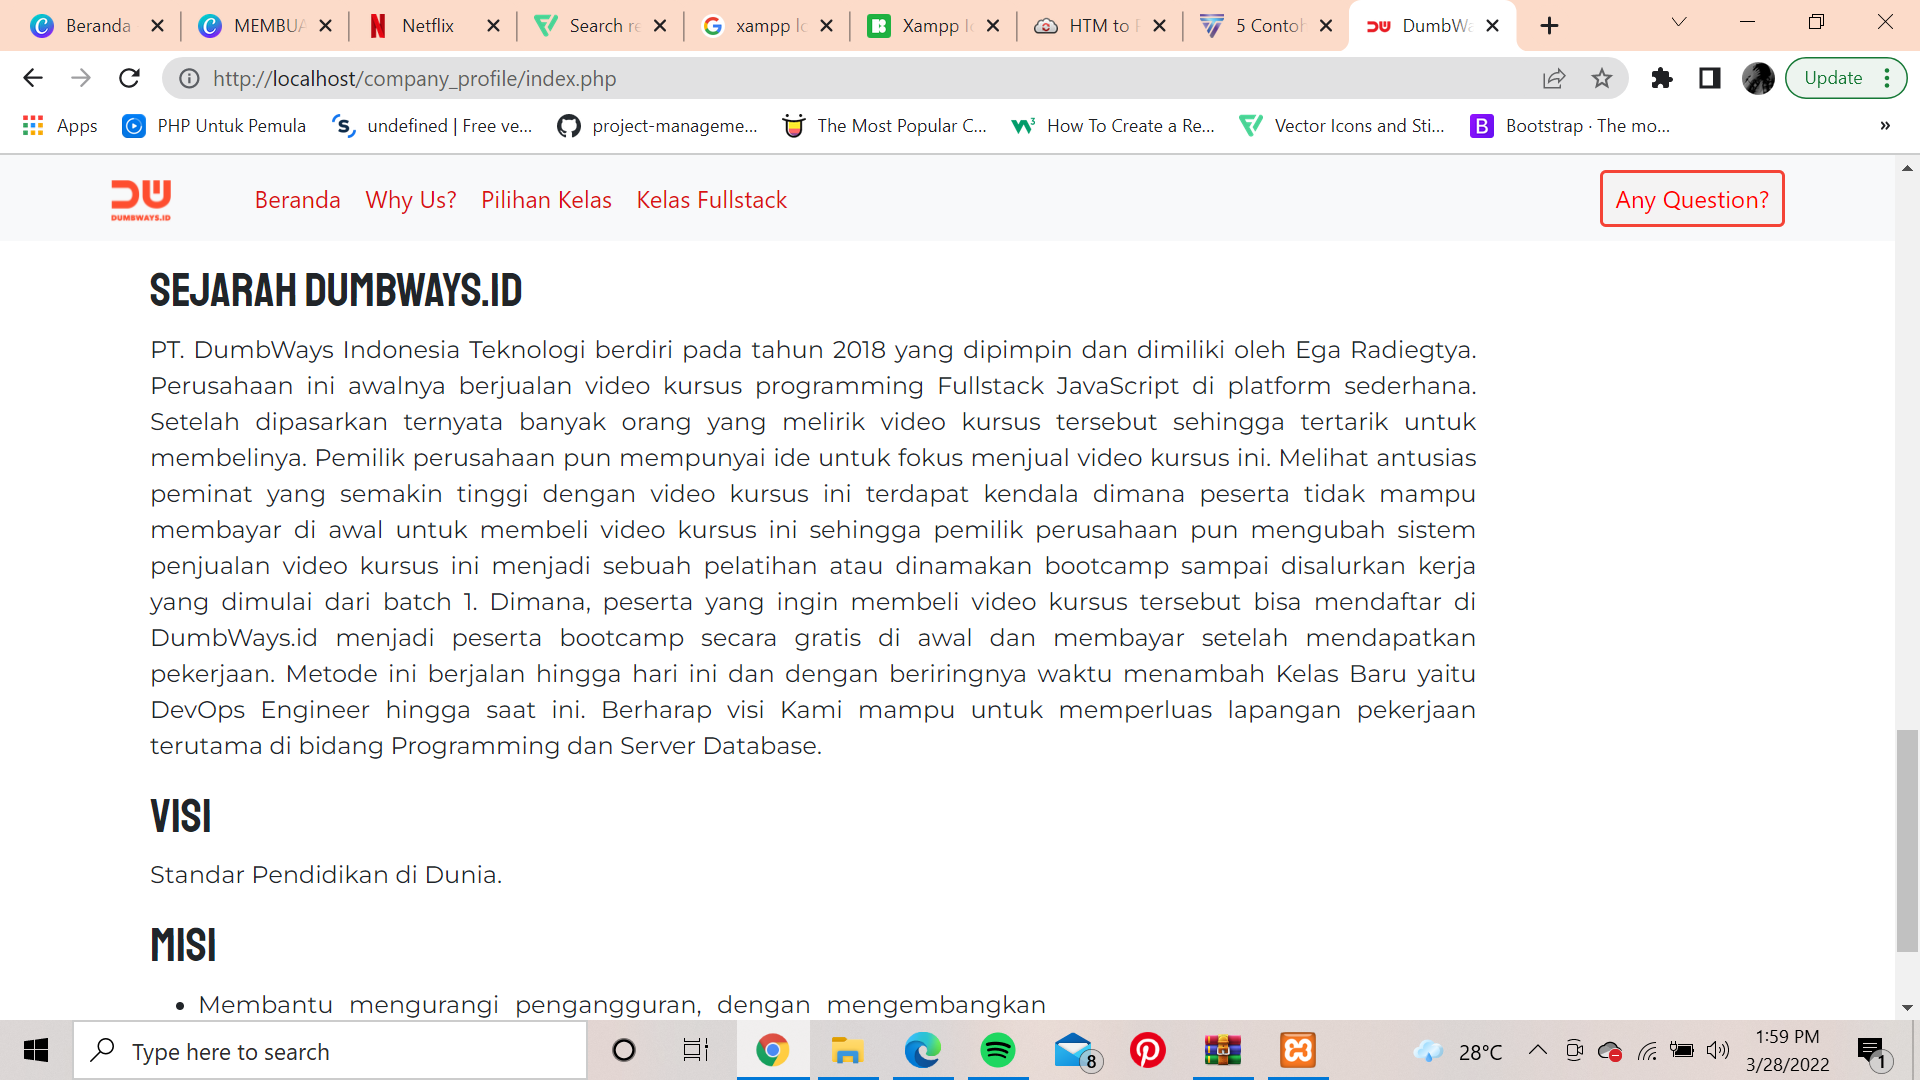 Beranda
MEMBUA
Netflix
Search re
xampp lo
Xampp lo
HTM to P
5 Contoh
DumbWa
http://localhost/company_profile/index.php
Update
Apps
PHP Untuk Pemula
undefined | Free ve...
project-manageme...
The Most Popular C...
How To Create a Re...
Vector Icons and Sti...
Bootstrap · The mo...
»
DUMBWAYS.ID
Beranda
Why Us?
Pilihan Kelas
Kelas Fullstack
Any Question?
SEJARAH DUMBWAYS.ID
PT. DumbWays Indonesia Teknologi berdiri pada tahun 2018 yang dipimpin dan dimiliki oleh Ega Radiegtya.
Perusahaan ini awalnya berjualan video kursus programming Fullstack JavaScript di platform sederhana.
Setelah dipasarkan ternyata banyak orang yang melirik video kursus tersebut sehingga tertarik untuk
membelinya. Pemilik perusahaan pun mempunyai ide untuk fokus menjual video kursus ini. Melihat antusias
peminat yang semakin tinggi dengan video kursus ini terdapat kendala dimana peserta tidak mampu
membayar di awal untuk membeli video kursus ini sehingga pemilik perusahaan pun mengubah sistem
penjualan video kursus ini menjadi sebuah pelatihan atau dinamakan bootcamp sampai disalurkan kerja
yang dimulai dari batch 1. Dimana, peserta yang ingin membeli video kursus tersebut bisa mendaftar di
DumbWays.id menjadi peserta bootcamp secara gratis di awal dan membayar setelah mendapatkan
pekerjaan. Metode ini berjalan hingga hari ini dan dengan beriringnya waktu menambah Kelas Baru yaitu
DevOps Engineer hingga saat ini. Berharap visi Kami mampu untuk memperluas lapangan pekerjaan
terutama di bidang Programming dan Server Database.
VISI
Standar Pendidikan di Dunia.
MISI
• Membantu mengurangi pengangguran, dengan mengembangkan
Type here to search
8
28°C
1:59 PM
3/28/2022
1